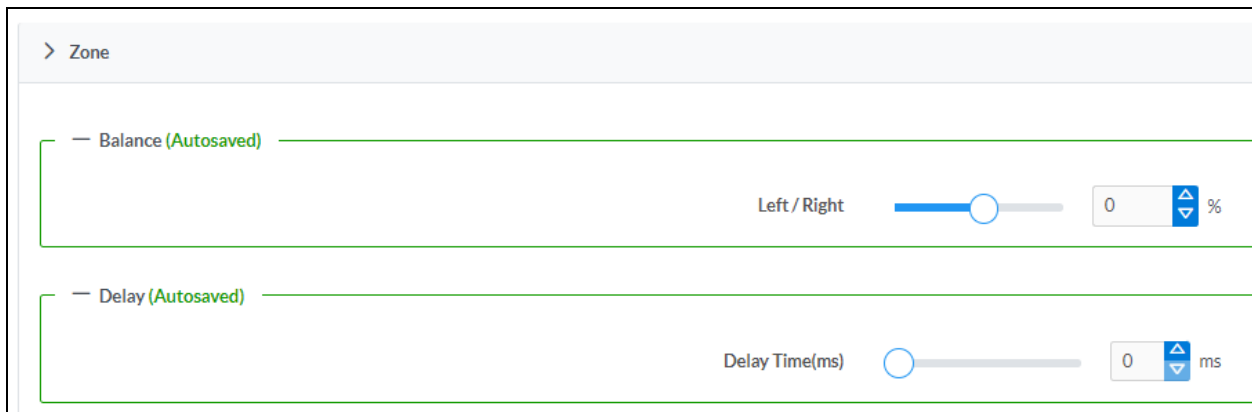 Zone
Balance (Autosaved)
Left / Right 0 %
Delay (Autosaved)
Delay Time(ms) 0 ms